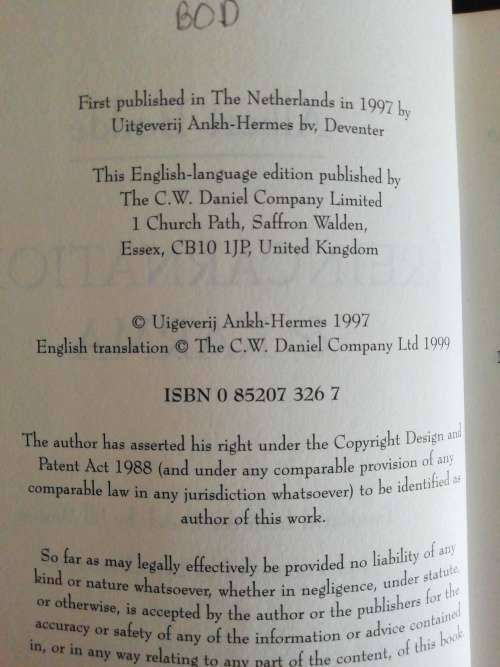 BOD
First published in The Netherlands in 1997 by
Uitgeverij Ankh-Hermes bv, Deventer
This English-language edition published by
The C.W. Daniel Company Limited
1 Church Path, Saffron Walden,
Essex, CB10 1JP, United Kingdom
© Uigeverij Ankh-Hermes 1997
English translation © The C.W. Daniel Company Ltd 1999
ISBN 0 85207 326 7
The author has asserted his right under the Copyright Design and
Patent Act 1988 (and under any comparable provision of any
comparable law in any jurisdiction whatsoever) to be identified as
author of this work.
So far as may legally effectively be provided no liability of any
kind or nature whatsoever, whether in negligence, under statute,
or otherwise, is accepted by the author or the publishers for the
accuracy or safety of any of the information or advice contained
in, or in any way relating to any part of the content, of this book